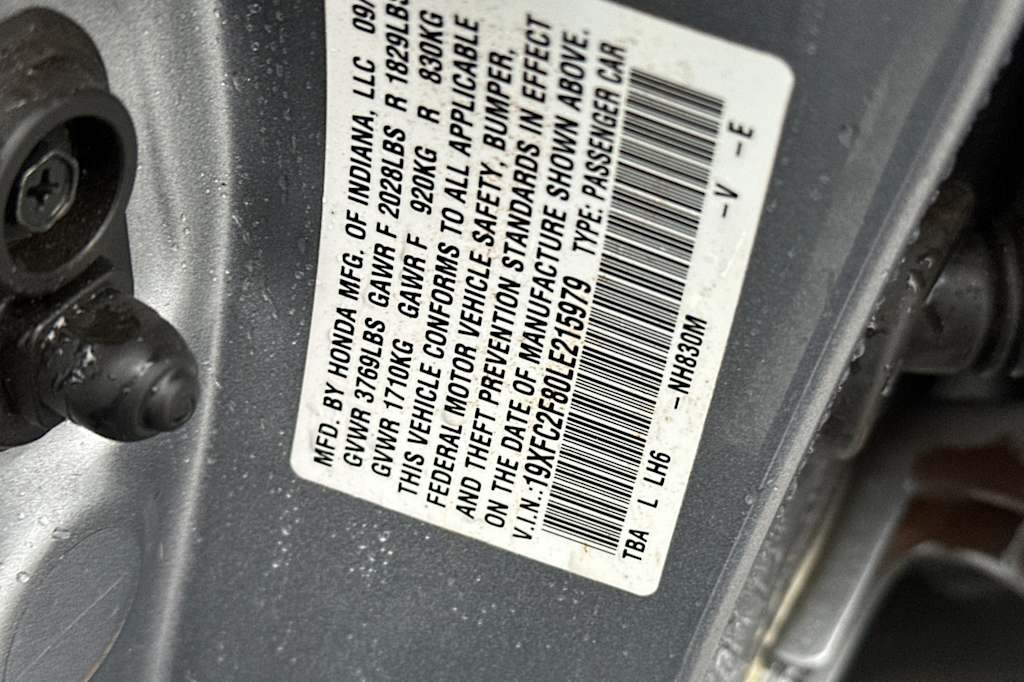 MFD. BY HONDA MFG. OF INDIANA, LLC 09/
GVWR 3769LBS GAWR F 2028LBS R 1829LBS
GVWR 1710KG GAWR F 920KG R 830KG
THIS VEHICLE CONFORMS TO ALL APPLICABLE
FEDERAL MOTOR VEHICLE SAFETY, BUMPER,
AND THEFT PREVENTION STANDARDS IN EFFECT
ON THE DATE OF MANUFACTURE SHOWN ABOVE.
V.I.N.:19XFC2F80LE215979 TYPE: PASSENGER CAR
TBA L LH6 -NH830M -V -E